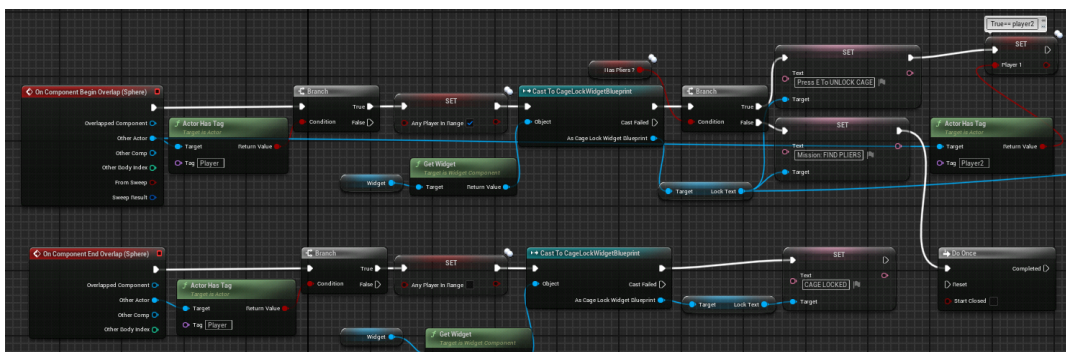 True== player2
SET
Player 1
SET
Text
Press E To UNLOCK CAGE
Target
Has Pliers ?
On Component Begin Overlap (Sphere)
Overlapped Component
Other Actor
Other Comp
Other Body Index
From Sweep
Sweep Result
Actor Has Tag
Target is Actor
Target
Return Value
Tag
Player
Branch
True
Condition
False
SET
Any Player In Range
Cast To CageLockWidgetBlueprint
Object
Cast Failed
As Cage Lock Widget Blueprint
Branch
True
Condition
False
SET
Text
Mission: FIND PLIERS
Target
Actor Has Tag
Target is Actor
Target
Return Value
Tag
Player2
Widget
Get Widget
Target is Widget Component
Target
Return Value
Target
Lock Text
On Component End Overlap (Sphere)
Overlapped Component
Other Actor
Other Comp
Other Body Index
Actor Has Tag
Target is Actor
Target
Return Value
Tag
Player
Branch
True
Condition
False
SET
Any Player In Range
Cast To CageLockWidgetBlueprint
Object
Cast Failed
As Cage Lock Widget Blueprint
Target
Lock Text
SET
Text
CAGE LOCKED
Target
Do Once
Completed
Reset
Start Closed
Widget
Get Widget
Target is Widget Component